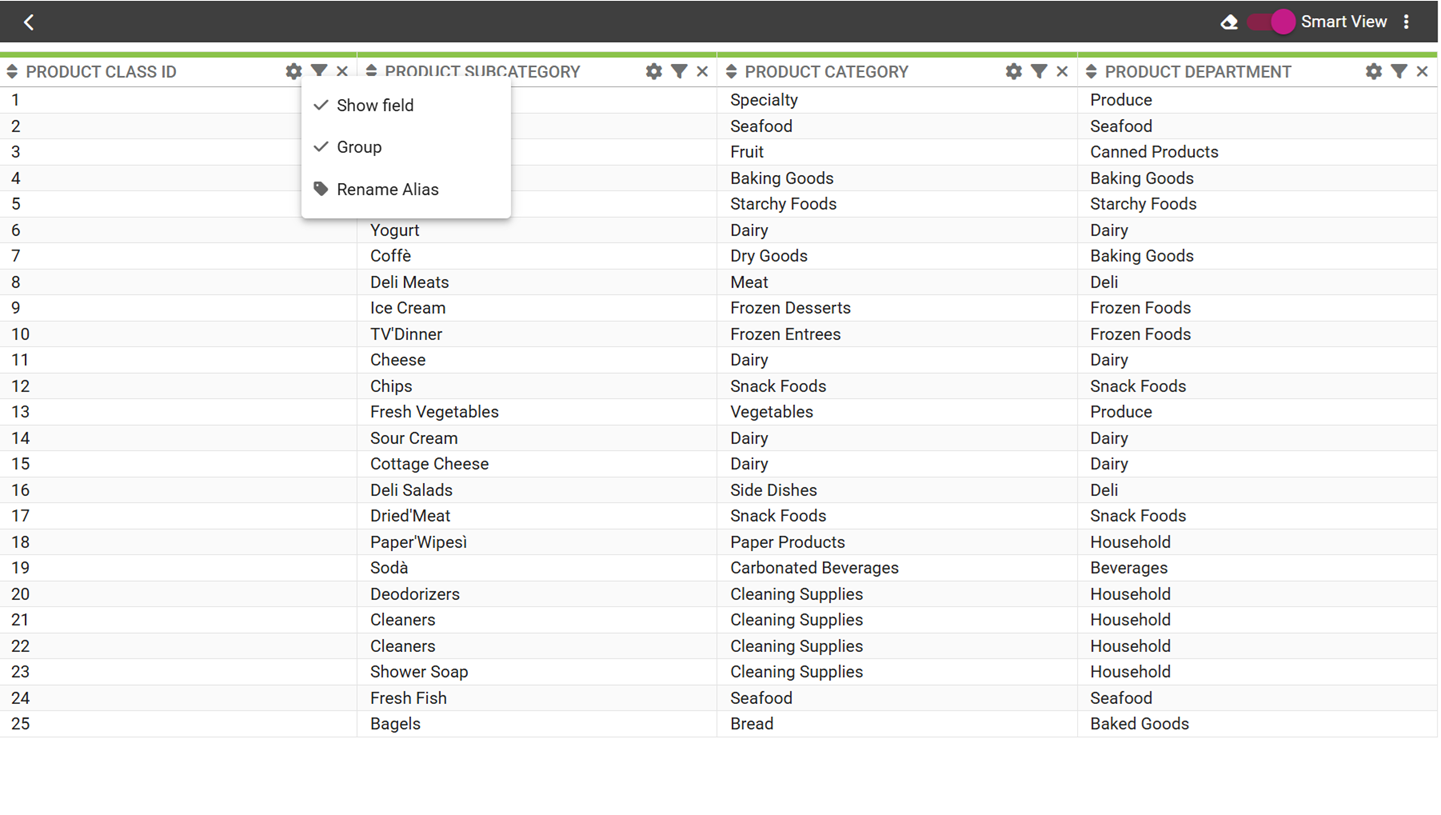 Smart View
PRODUCT CLASS ID PRODUCT SUBCATEGORY PRODUCT CATEGORY PRODUCT DEPARTMENT
Show field
Group
Rename Alias
1 Specialty Produce
2 Seafood Seafood
3 Fruit Canned Products
4 Baking Goods Baking Goods
5 Starchy Foods Starchy Foods
6 Yogurt Dairy Dairy
7 Coffè Dry Goods Baking Goods
8 Deli Meats Meat Deli
9 Ice Cream Frozen Desserts Frozen Foods
10 TV'Dinner Frozen Entrees Frozen Foods
11 Cheese Dairy Dairy
12 Chips Snack Foods Snack Foods
13 Fresh Vegetables Vegetables Produce
14 Sour Cream Dairy Dairy
15 Cottage Cheese Dairy Dairy
16 Deli Salads Side Dishes Deli
17 Dried'Meat Snack Foods Snack Foods
18 Paper'Wipesì Paper Products Household
19 Sodà Carbonated Beverages Beverages
20 Deodorizers Cleaning Supplies Household
21 Cleaners Cleaning Supplies Household
22 Cleaners Cleaning Supplies Household
23 Shower Soap Cleaning Supplies Household
24 Fresh Fish Seafood Seafood
25 Bagels Bread Baked Goods